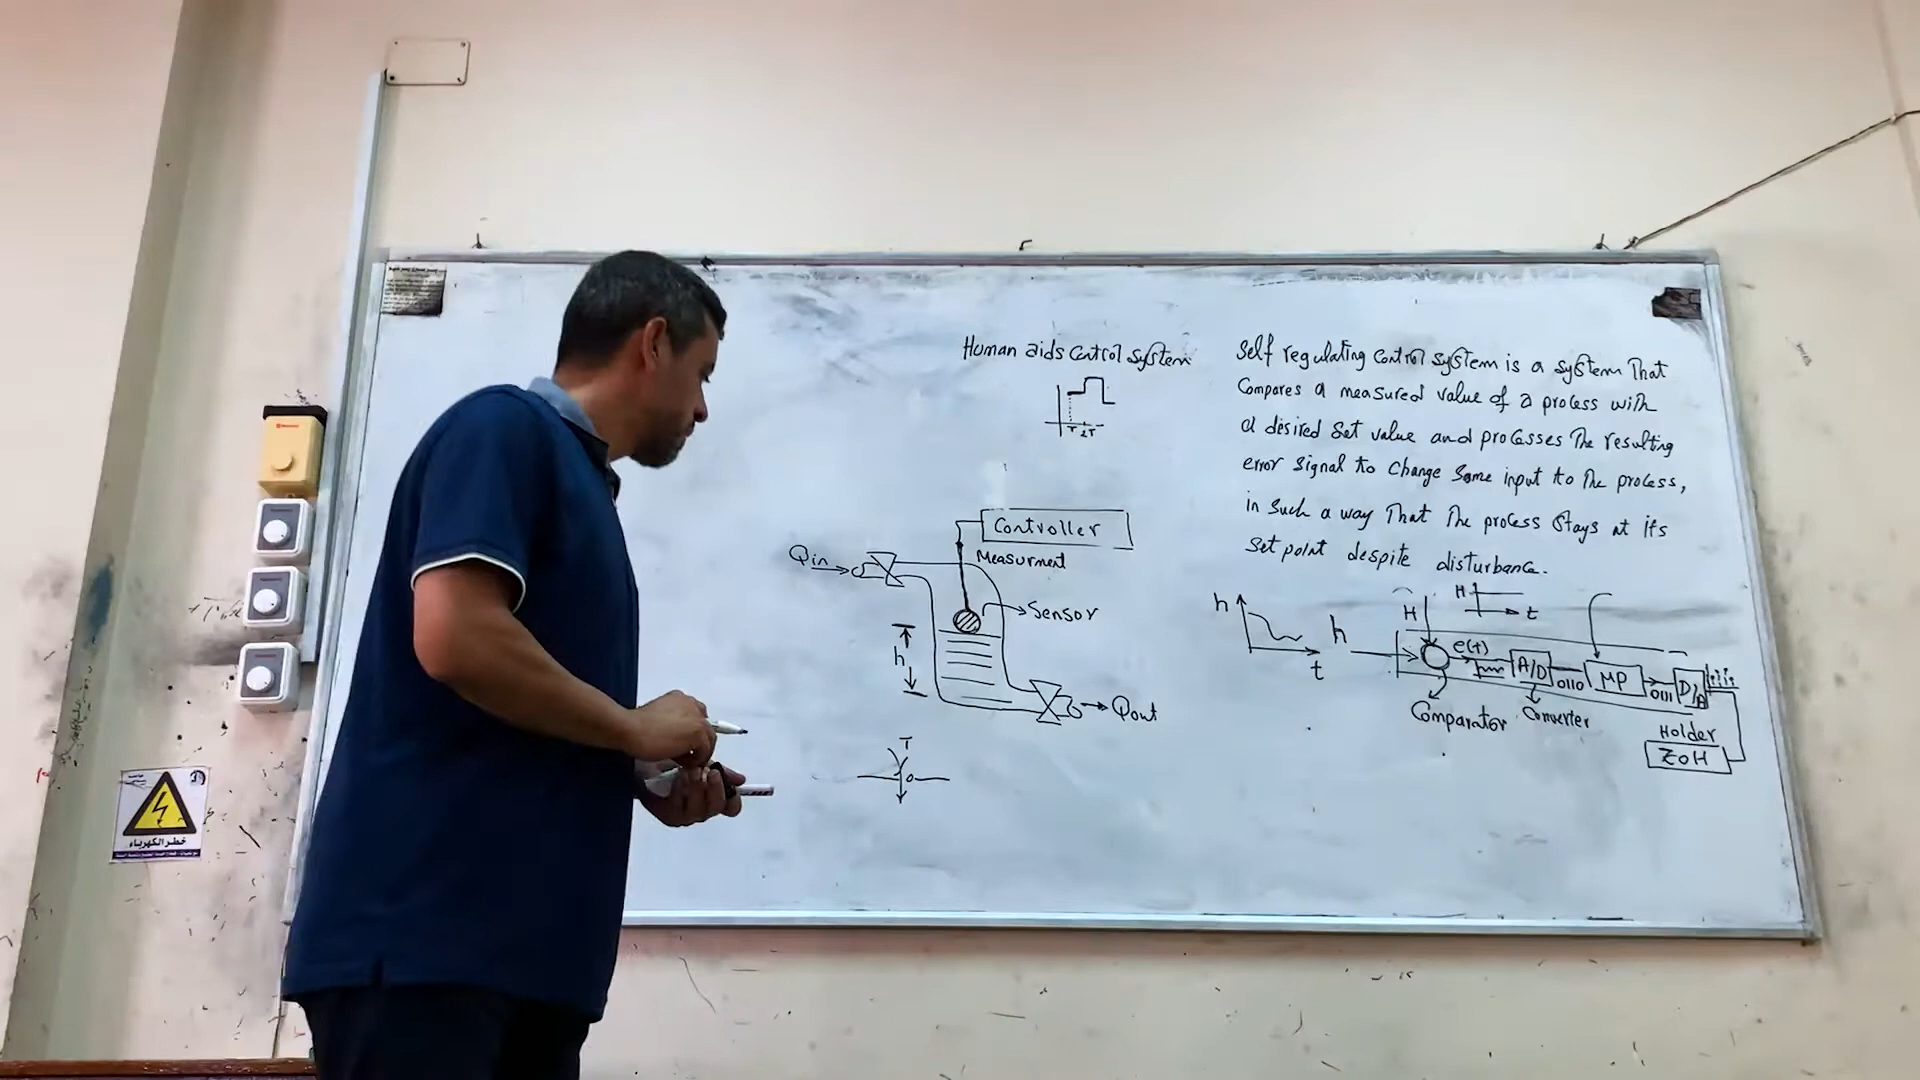 Human aids Control System
T 2T
Controller
Measurment
Qin
Sensor
h
Qout
T
Self regulating Control System is a System That
Compares a measured value of a process with
a desired Set value and processes The resulting
error Signal to Change Some input to The process,
in Such a way That The process Stays at its
Set point despite disturbance.
h
t
h
H
H
t
e(t)
A/D
0110
MP
0111
D/A
Comparator
Converter
Holder
ZOH
خطر الكهرباء